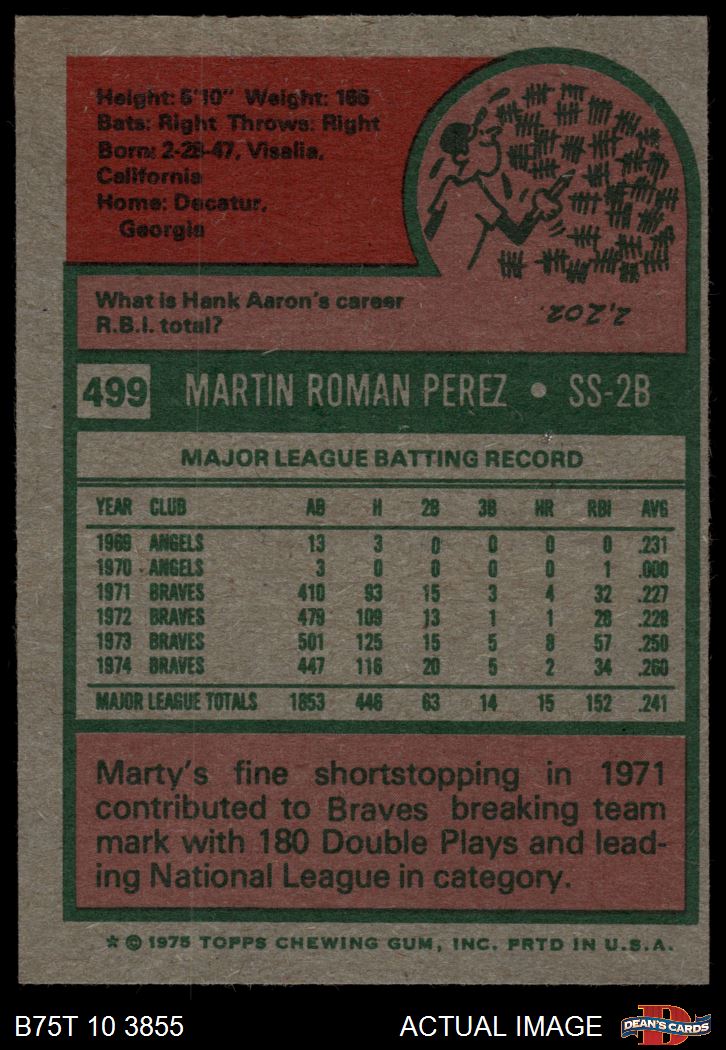 Height: 5'10" Weight: 165
Bats: Right Throws: Right
Born: 2-28-47, Visalia,
California
Home: Decatur,
Georgia
What is Hank Aaron's career
R.B.I. total?
2,202.
499 MARTIN ROMAN PEREZ • SS-2B
MAJOR LEAGUE BATTING RECORD
YEAR CLUB AB H 2B 3B HR RBI AVG
1969 ANGELS 13 3 0 0 0 0 .231
1970 ANGELS 3 0 0 0 0 1 .000
1971 BRAVES 410 93 15 3 4 32 .227
1972 BRAVES 479 109 13 1 1 28 .228
1973 BRAVES 501 125 15 5 8 57 .250
1974 BRAVES 447 116 20 5 2 34 .260
MAJOR LEAGUE TOTALS 1853 446 63 14 15 152 .241
Marty's fine shortstopping in 1971
contributed to Braves breaking team
mark with 180 Double Plays and lead-
ing National League in category.
* © 1975 TOPPS CHEWING GUM, INC. PRTD IN U.S.A.
B75T 10 3855 ACTUAL IMAGE D DEAN'S CARDS